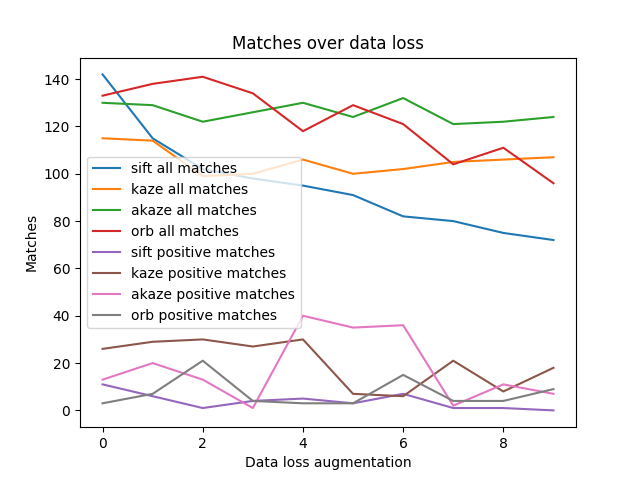 Matches over data loss
Matches
140
120
100
80
60
40
20
0
sift all matches
kaze all matches
akaze all matches
orb all matches
sift positive matches
kaze positive matches
akaze positive matches
orb positive matches
0 2 4 6 8
Data loss augmentation